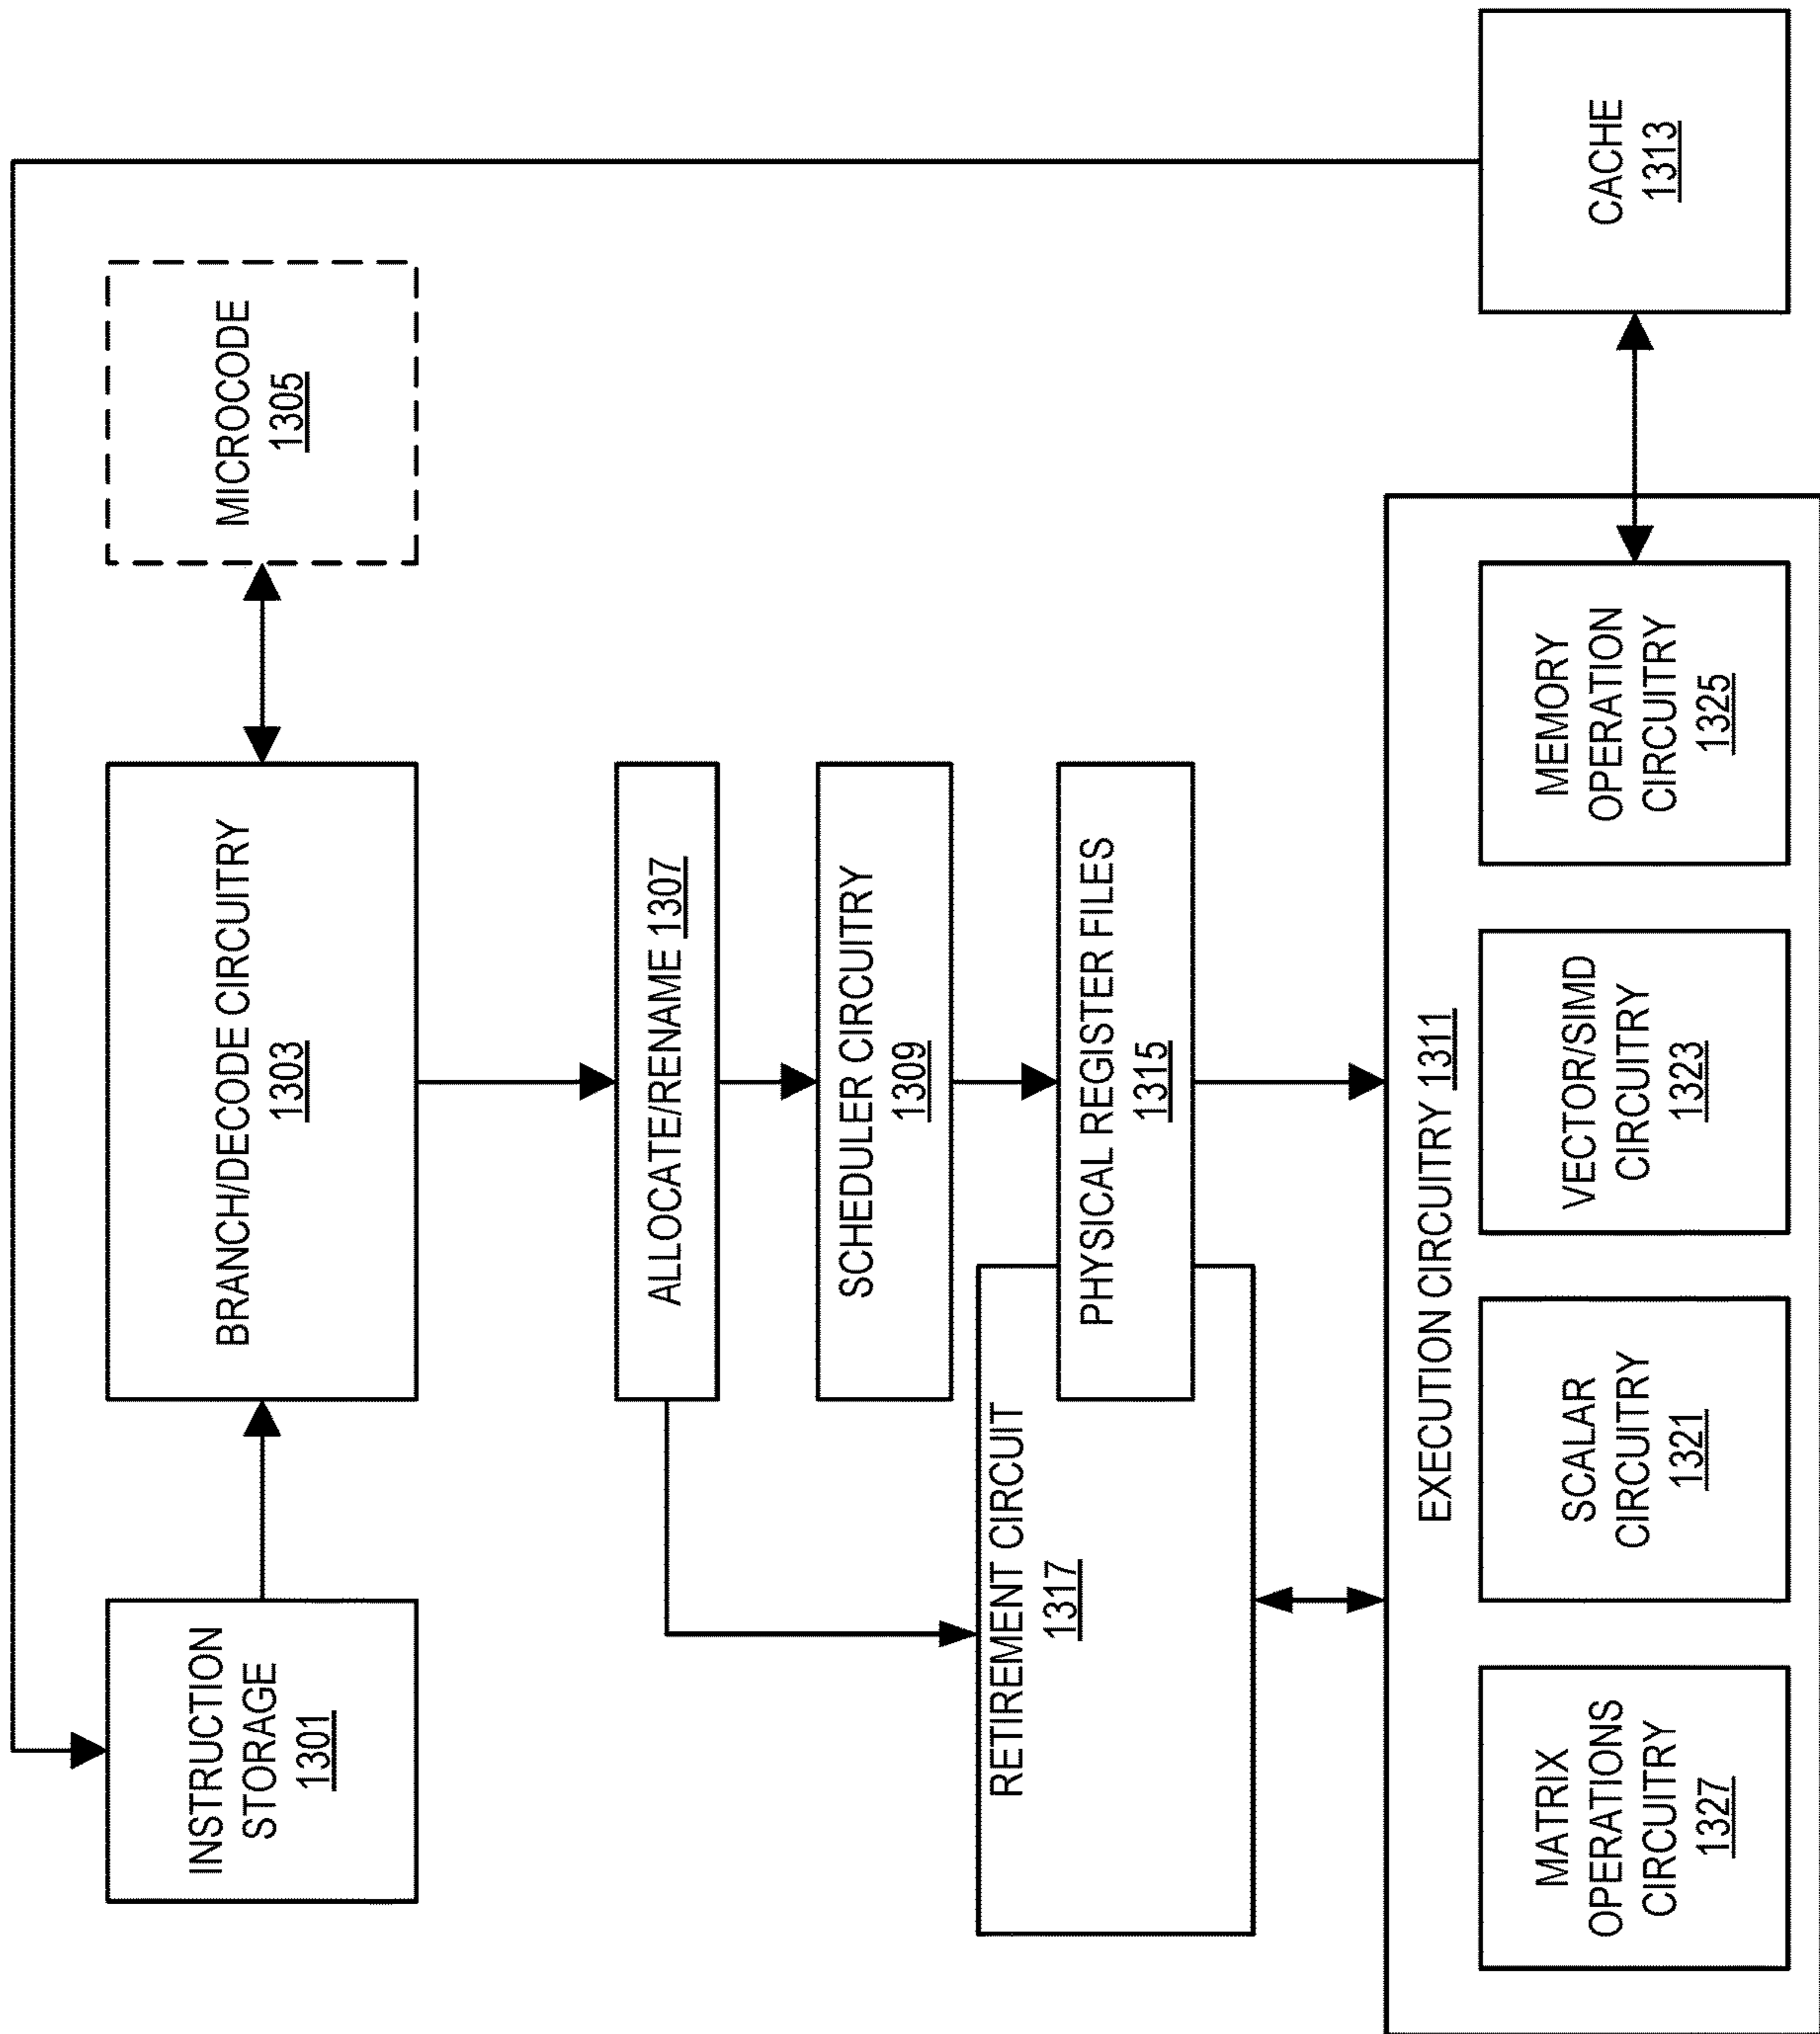 INSTRUCTION
STORAGE
1301
BRANCH/DECODE CIRCUITRY
1303
MICROCODE
1305
ALLOCATE/RENAME 1307
SCHEDULER CIRCUITRY
1309
RETIREMENT CIRCUIT
1317
PHYSICAL REGISTER FILES
1315
EXECUTION CIRCUITRY 1311
MATRIX
OPERATIONS
CIRCUITRY
1327
SCALAR
CIRCUITRY
1321
VECTOR/SIMD
CIRCUITRY
1323
MEMORY
OPERATION
CIRCUITRY
1325
CACHE
1313